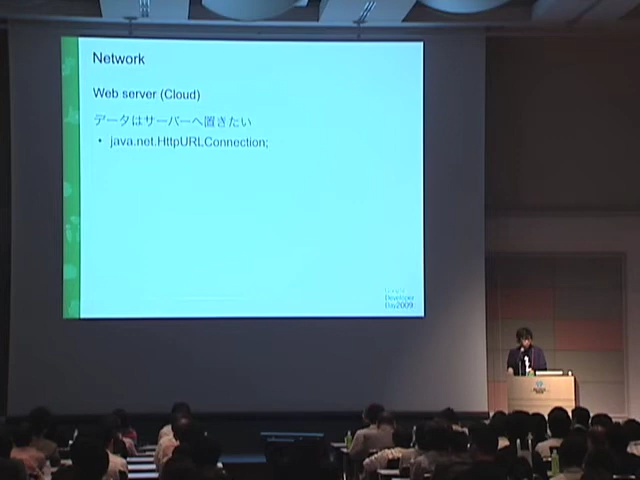 Network
Web server (Cloud)
データはサーバーへ置きたい
• java.net.HttpURLConnection;
Google
Developer
Day2009